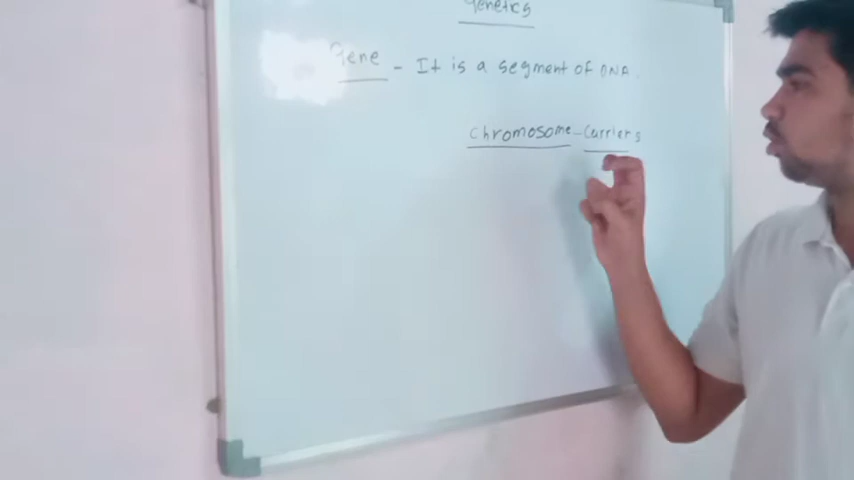 Genetics
Gene - It is a segment of DNA.
chromosome - Carriers